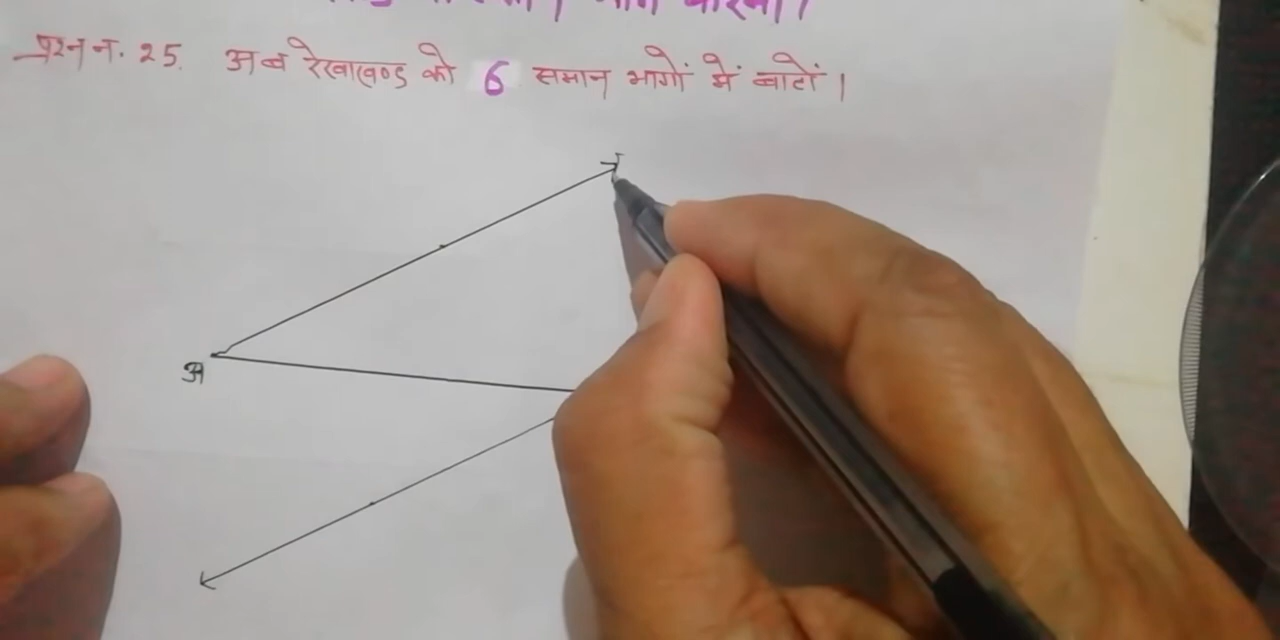 प्रश्न न. 25. अब रेखाखण्ड को 6 समान भागों में बाटों।
अ